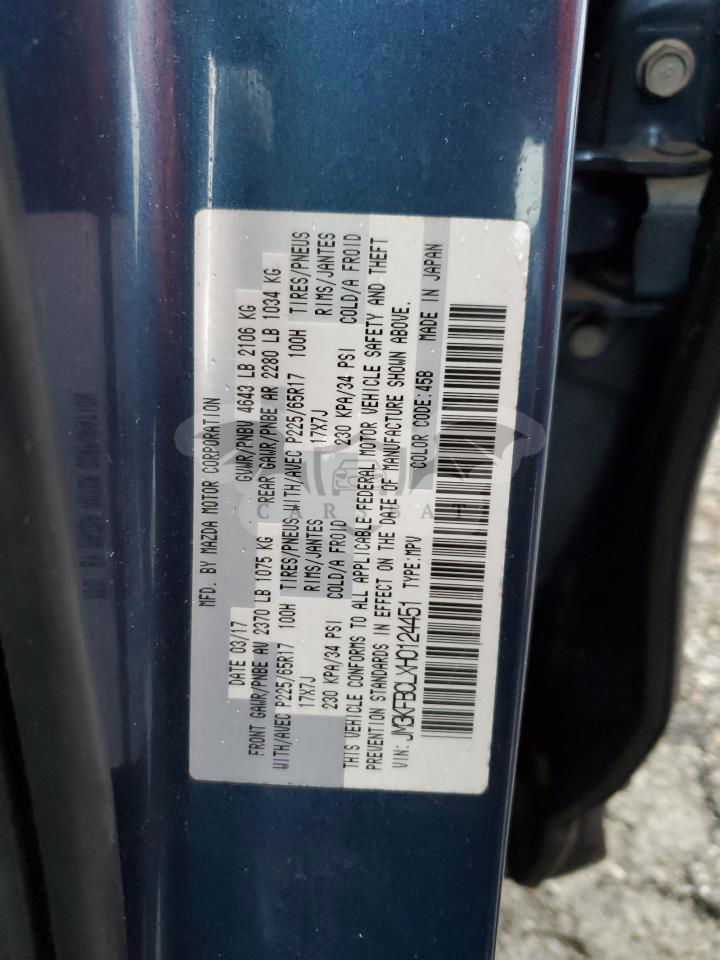 MFD. BY MAZDA MOTOR CORPORATION
DATE 03/17 GVWR/PNBV 4643 LB 2106 KG
FRONT GAWR/PNBE AV 2370 LB 1075 KG REAR GAWR/PNBE AR 2280 LB 1034 KG
WITH/AVEC P225/65R17 100H TIRES/PNEUS WITH/AVEC P225/65R17 100H TIRES/PNEUS
17X7J RIMS/JANTES 17X7J RIMS/JANTES
230 KPA/34 PSI COLD/A FROID 230 KPA/34 PSI COLD/A FROID
THIS VEHICLE CONFORMS TO ALL APPLICABLE FEDERAL MOTOR VEHICLE SAFETY AND THEFT
PREVENTION STANDARDS IN EFFECT ON THE DATE OF MANUFACTURE SHOWN ABOVE.
VIN: JM3KFBCLXH0124451 TYPE:MPV COLOR CODE:45B MADE IN JAPAN
CAR BAT